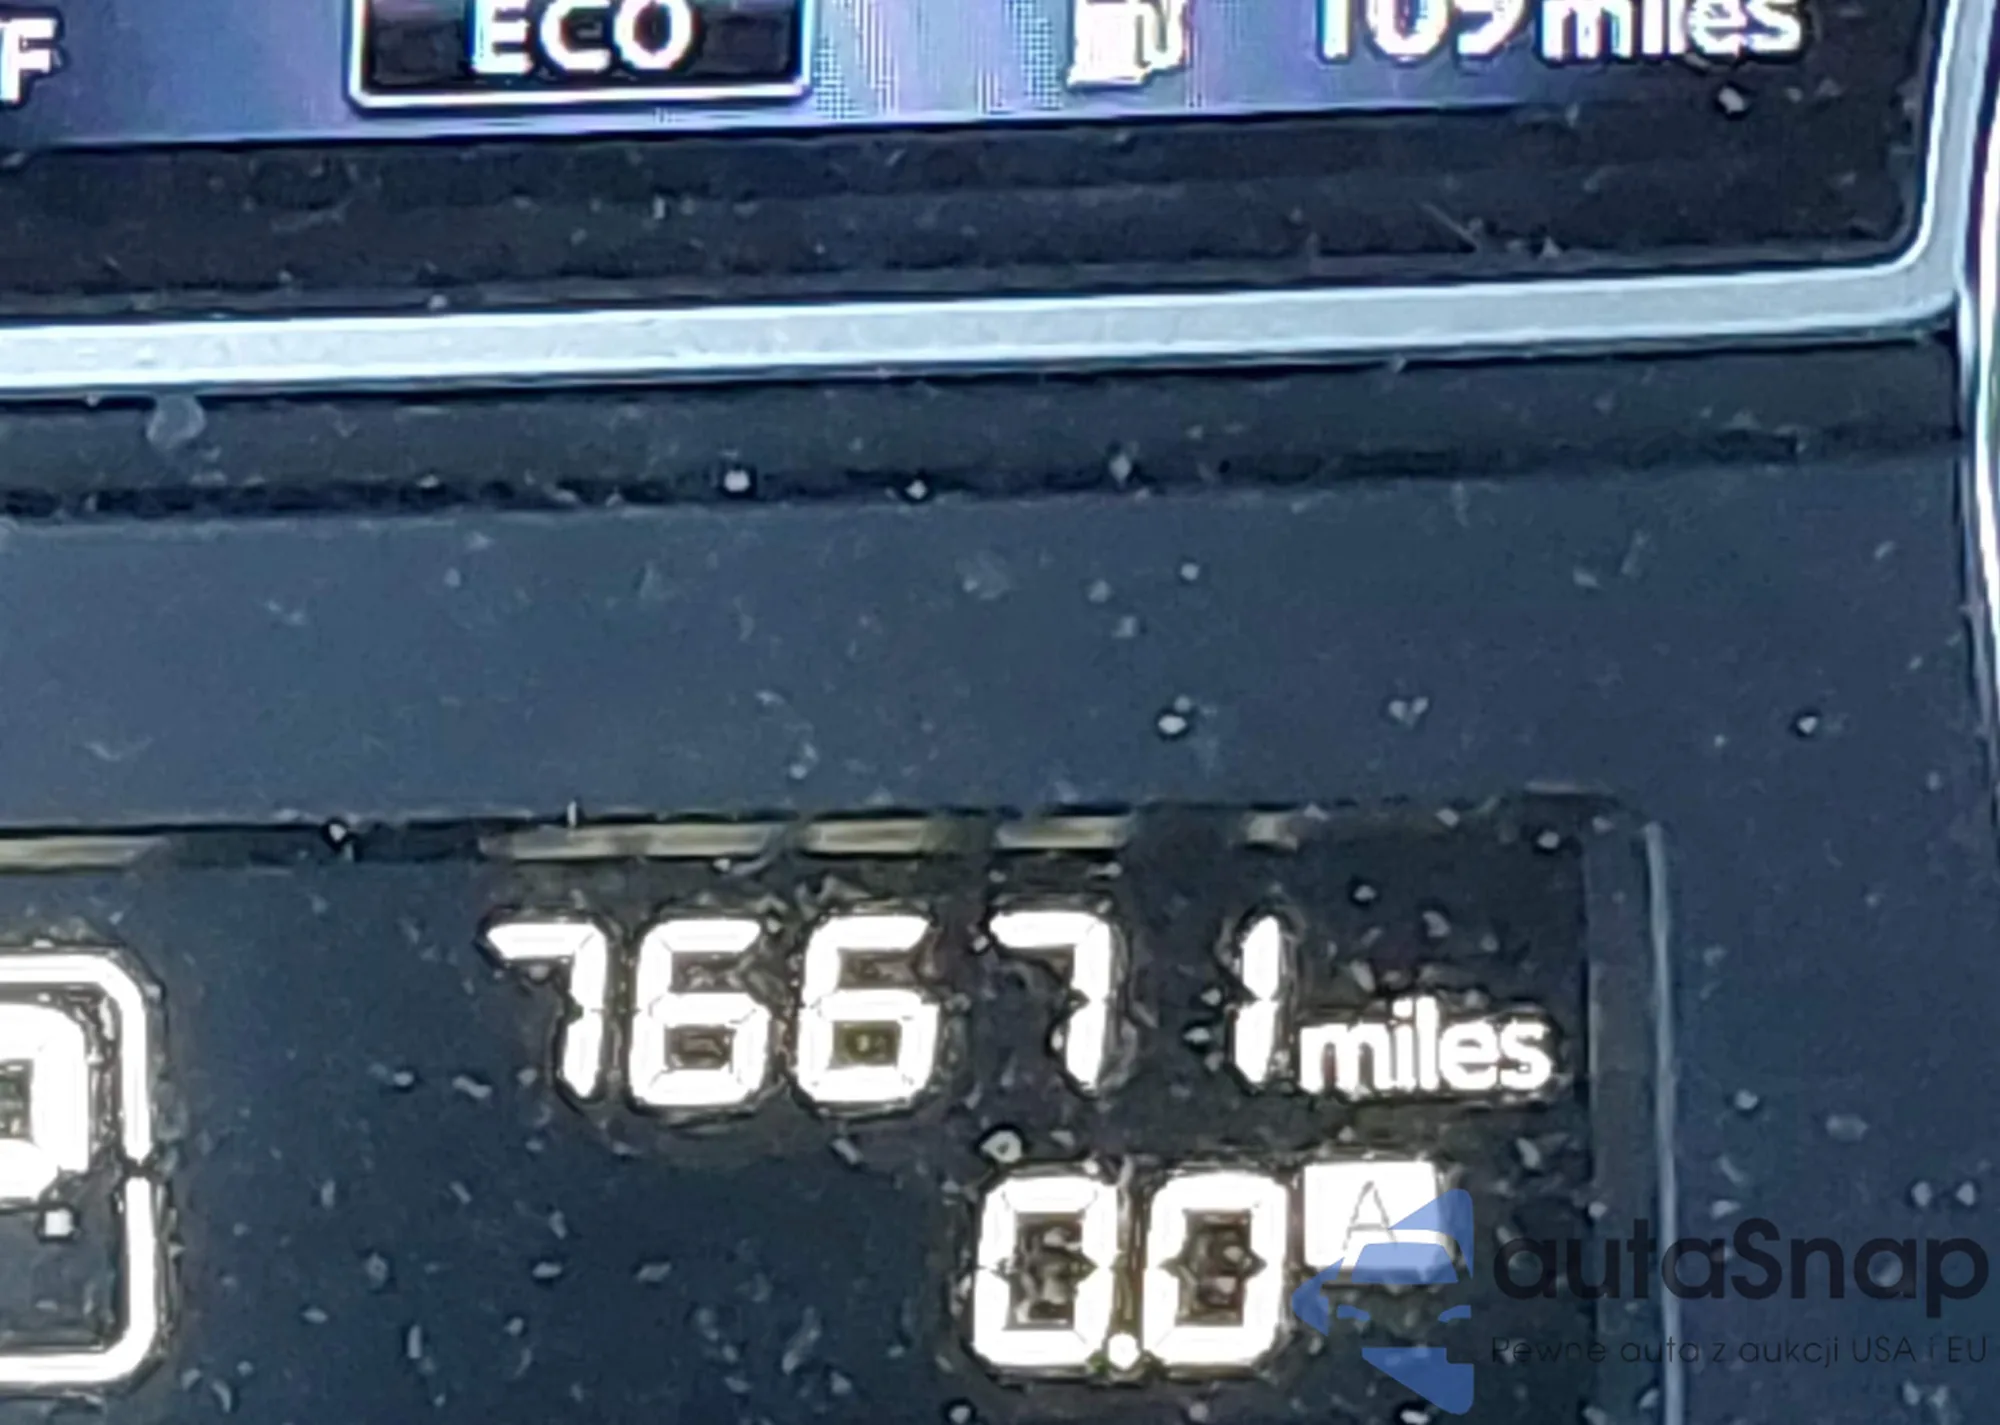 F ECO 109 miles
76671 miles
P
0.0 A
autaSnap
Pewne auta z aukcji USA i EU